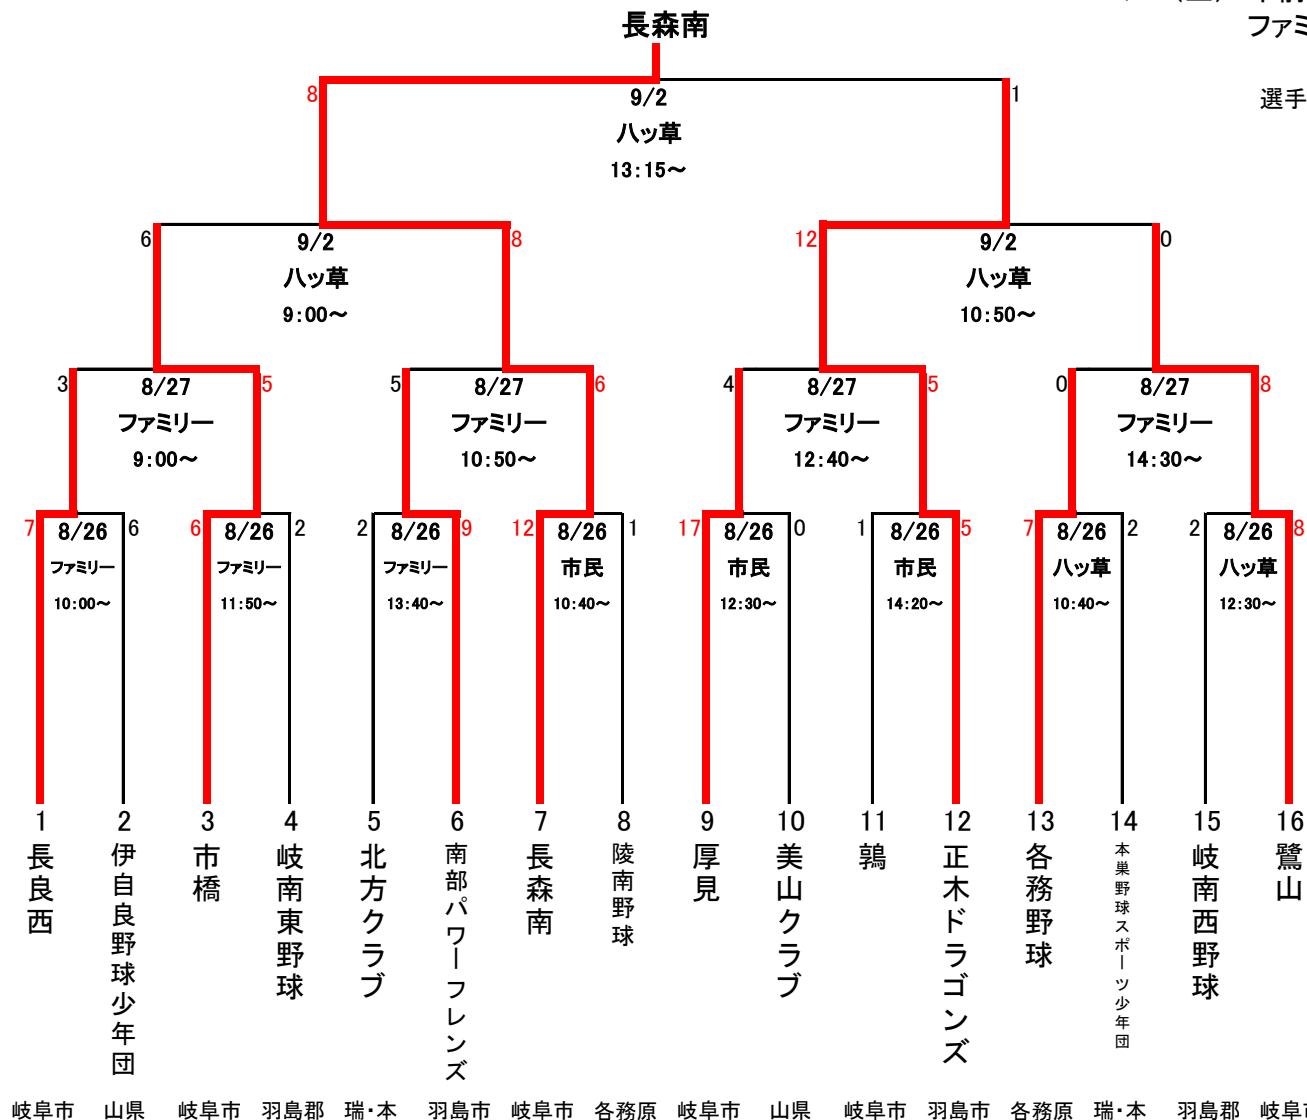 長森南
ファミ
選手
8 9/2 1
八ッ草
13:15～
6 9/2 8
八ッ草
9:00～
12 9/2 0
八ッ草
10:50～
3 8/27 5
ファミリー
9:00～
5 8/27 6
ファミリー
10:50～
4 8/27 5
ファミリー
12:40～
0 8/27 8
ファミリー
14:30～
7 8/26 6
ファミリー
10:00～
6 8/26 2
ファミリー
11:50～
2 8/26 9
ファミリー
13:40～
12 8/26 1
市民
10:40～
17 8/26 0
市民
12:30～
1 8/26 5
市民
14:20～
7 8/26 2
八ッ草
10:40～
2 8/26 8
八ッ草
12:30～
1 2 3 4 5 6 7 8 9 10 11 12 13 14 15 16
長良西
伊自良野球少年団
市橋
岐南東野球
北方クラブ
南部パワーフレンズ
長森南
陵南野球
厚見
美山クラブ
鶉
正木ドラゴンズ
各務野球
本巣野球スポーツ少年団
岐南西野球
鷺山
岐阜市 山県 岐阜市 羽島郡 瑞・本 羽島市 岐阜市 各務原 岐阜市 山県 岐阜市 羽島市 各務原 瑞・本 羽島郡 岐阜